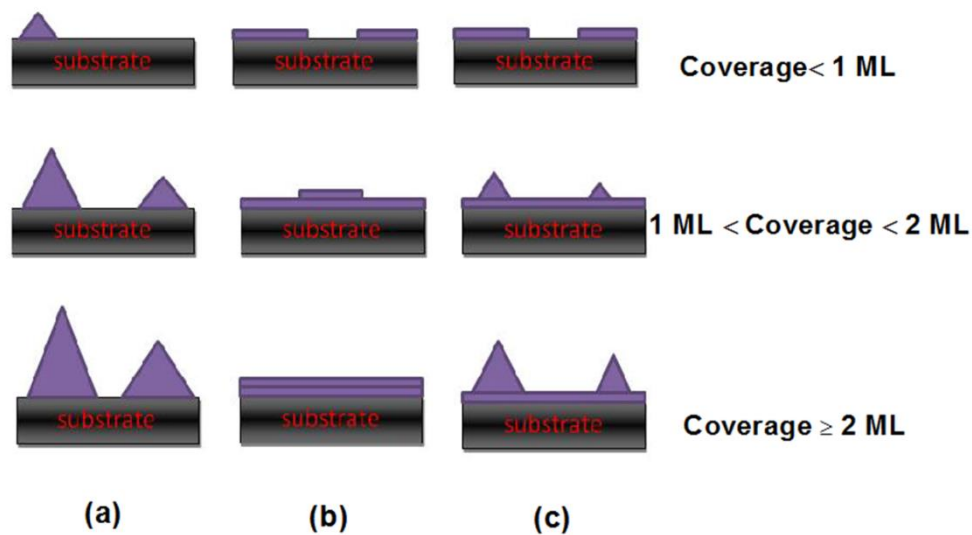 substrate substrate substrate Coverage< 1 ML
substrate substrate substrate 1 ML < Coverage < 2 ML
substrate substrate substrate Coverage ≥ 2 ML
(a) (b) (c)